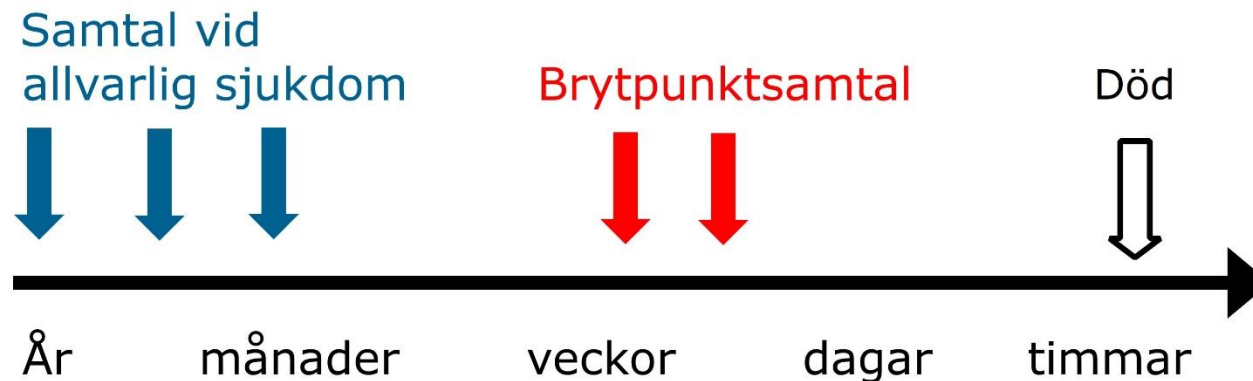 Samtal vid
allvarlig sjukdom
Brytpunktsamtal
Död
År månader veckor dagar timmar